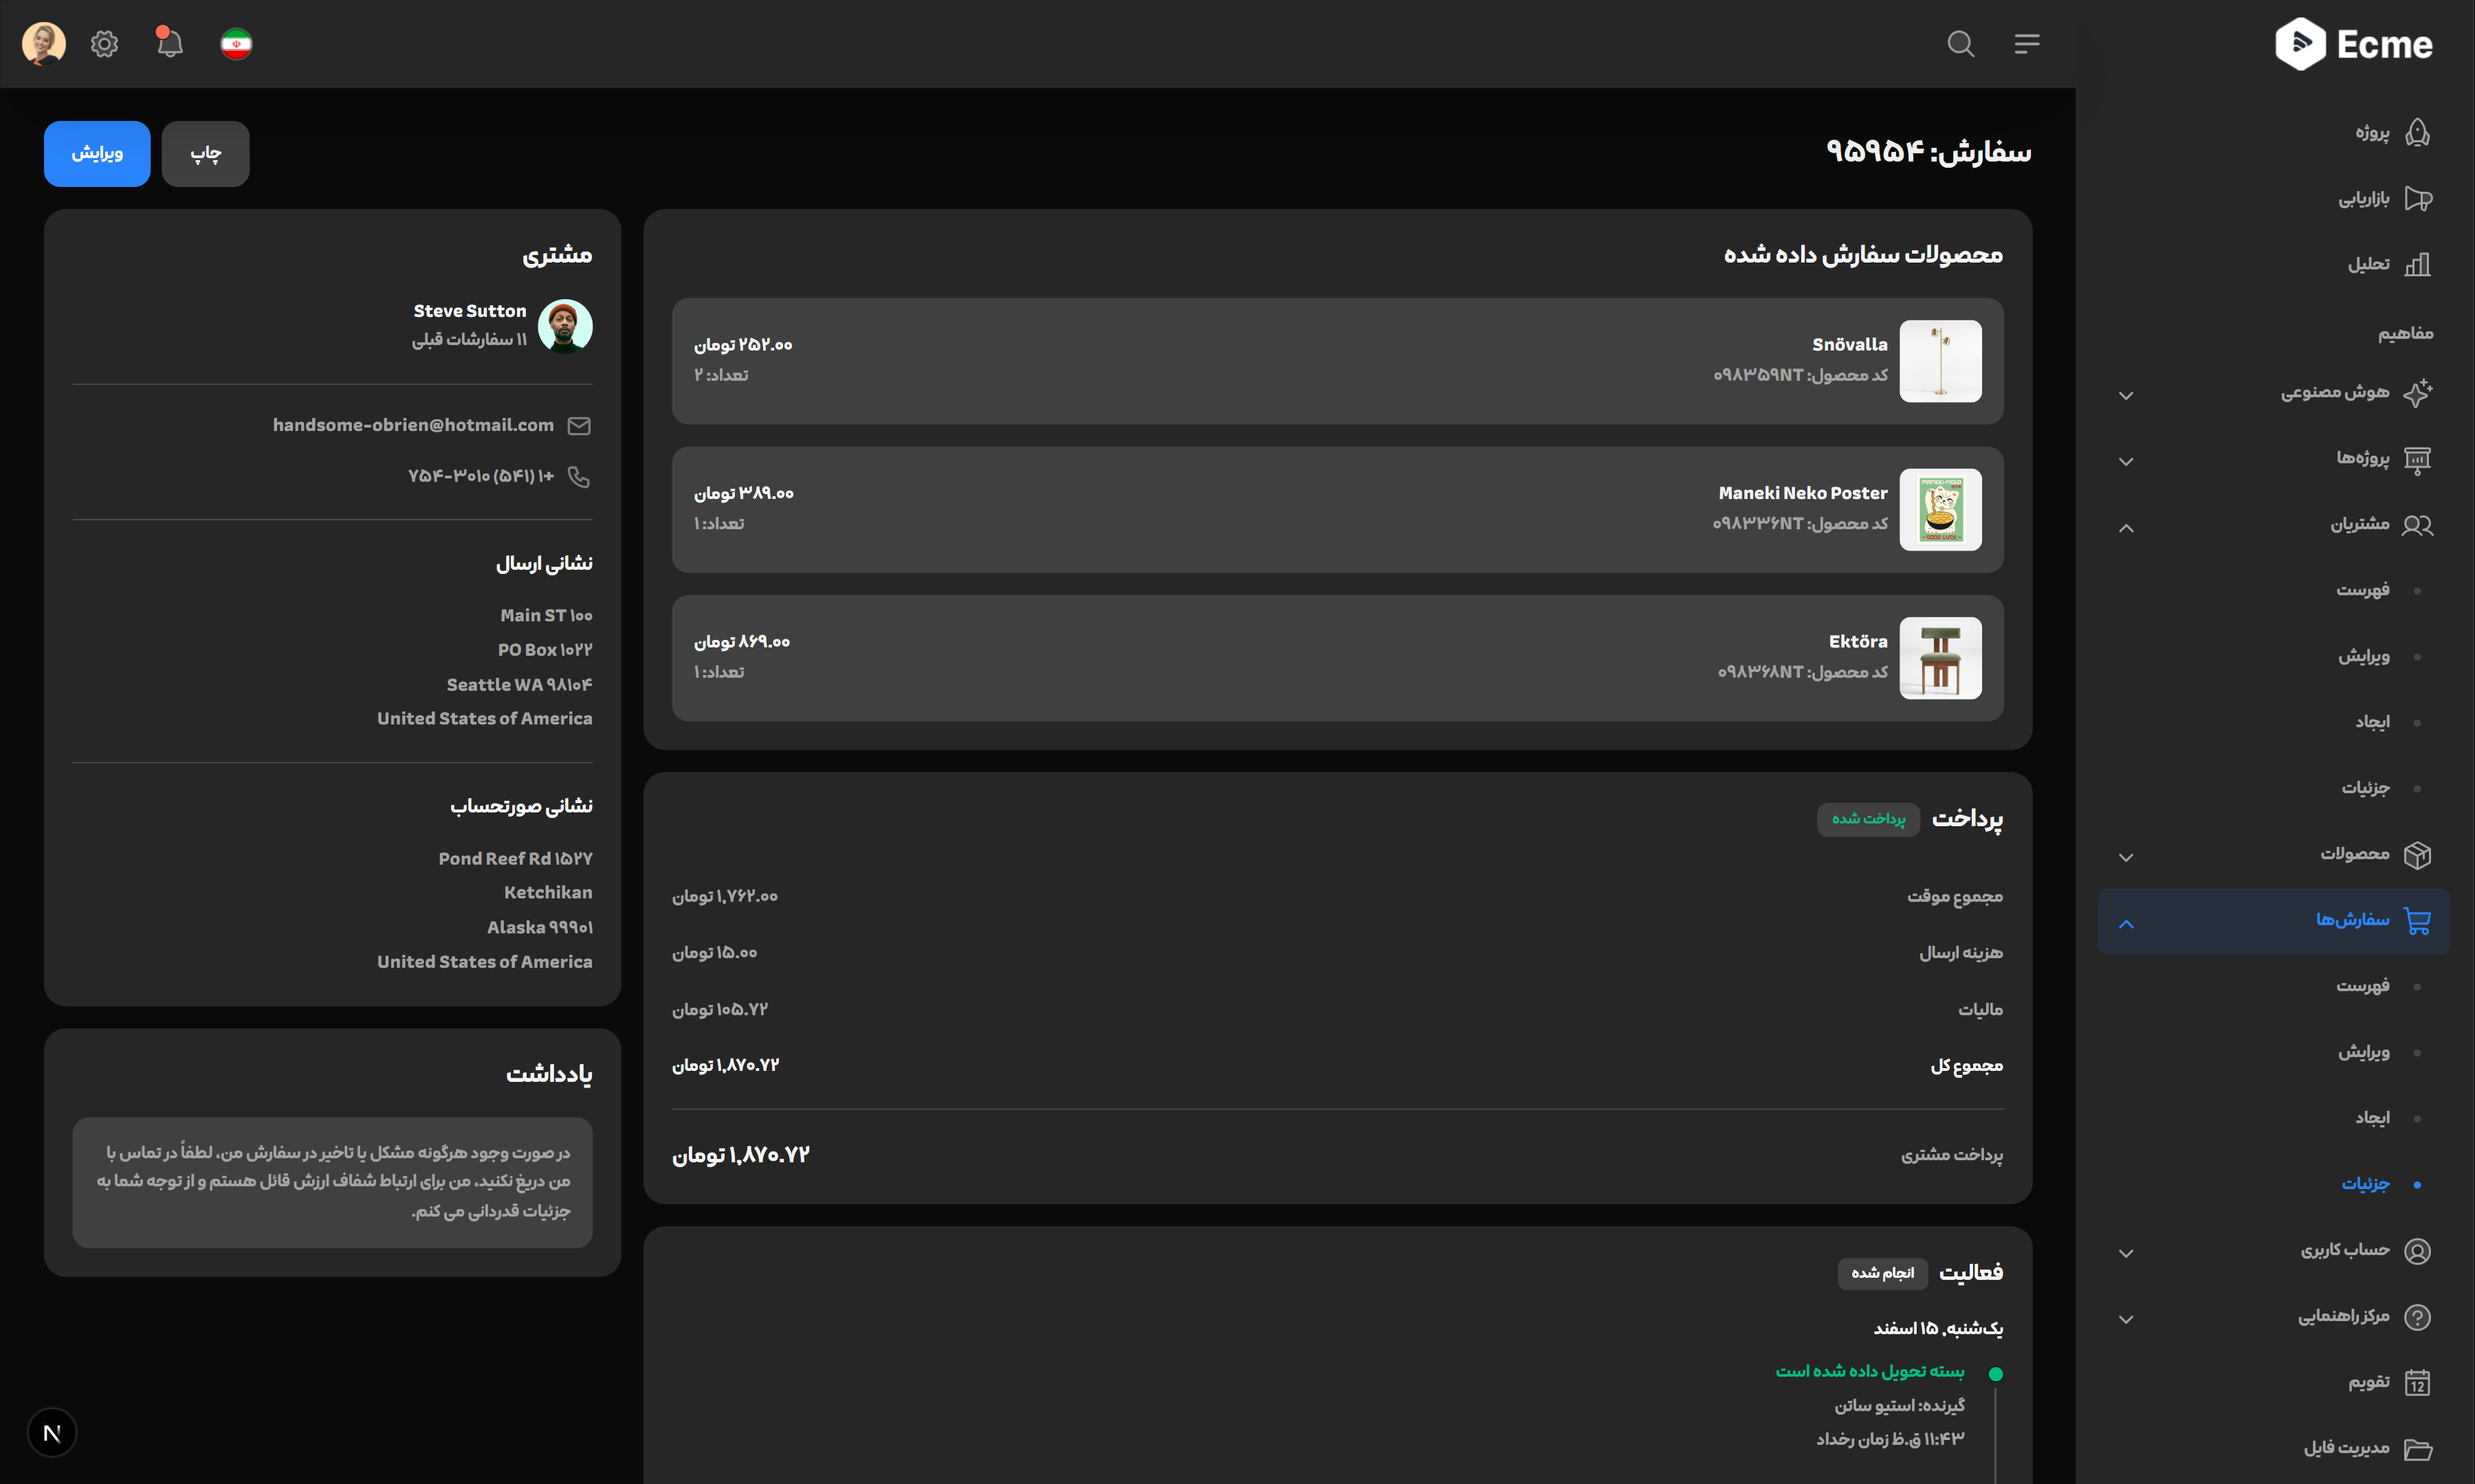 Ecme
پروژه
بازاریابی
تحلیل
مفاهیم
هوش مصنوعی
پروژه‌ها
مشتریان
فهرست
ویرایش
ایجاد
جزئیات
محصولات
سفارش‌ها
فهرست
ویرایش
ایجاد
جزئیات
حساب کاربری
مرکز راهنمایی
12
تقویم
مدیریت فایل
سفارش: ۹۵۹۵۴
چاپ
ویرایش
محصولات سفارش داده شده
Snövalla
کد محصول: ۰۹۸۳۵۹NT
۲۵۲.۰۰ تومان
تعداد: ۲
MANEKI-NEKO
- GOOD LUCK -
Maneki Neko Poster
کد محصول: ۰۹۸۳۳۶NT
۳۸۹.۰۰ تومان
تعداد: ۱
Ektöra
کد محصول: ۰۹۸۳۶۸NT
۸۶۹.۰۰ تومان
تعداد: ۱
پرداخت
پرداخت شده
مجموع موقت
۱,۷۶۲.۰۰ تومان
هزینه ارسال
۱۵.۰۰ تومان
مالیات
۱۰۵.۷۲ تومان
مجموع کل
۱,۸۷۰.۷۲ تومان
پرداخت مشتری
۱,۸۷۰.۷۲ تومان
فعالیت
انجام شده
یک‌شنبه, ۱۵ اسفند
بسته تحویل داده شده است
گیرنده: استیو ساتن
۱۱:۴۳ ق.ظ زمان رخداد
مشتری
Steve Sutton
۱۱ سفارشات قبلی
handsome-obrien@hotmail.com
+۱ (۵۴۱) ۷۵۴-۳۰۱۰
نشانی ارسال
۱۰۰ Main ST
PO Box ۱۰۲۲
Seattle WA ۹۸۱۰۴
United States of America
نشانی صورتحساب
۱۵۲۷ Pond Reef Rd
Ketchikan
Alaska ۹۹۹۰۱
United States of America
یادداشت
در صورت وجود هرگونه مشکل یا تاخیر در سفارش من، لطفاً در تماس با
من دریغ نکنید، من برای ارتباط شفاف ارزش قائل هستم و از توجه شما به
جزئیات قدردانی می کنم.
N